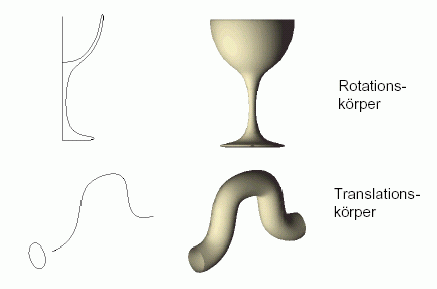 Rotations-
körper
Translations-
körper